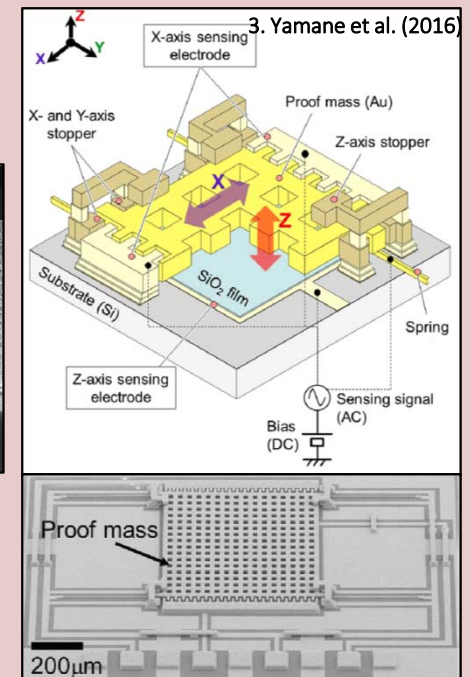 3. Yamane et al. (2016)
Z
X
Y
X-axis sensing
electrode
Proof mass (Au)
X- and Y-axis
stopper
Z-axis stopper
X
Z
SiO2 film
Substrate (Si)
Spring
Z-axis sensing
electrode
Sensing signal
(AC)
Bias
(DC)
Proof mass
200μm